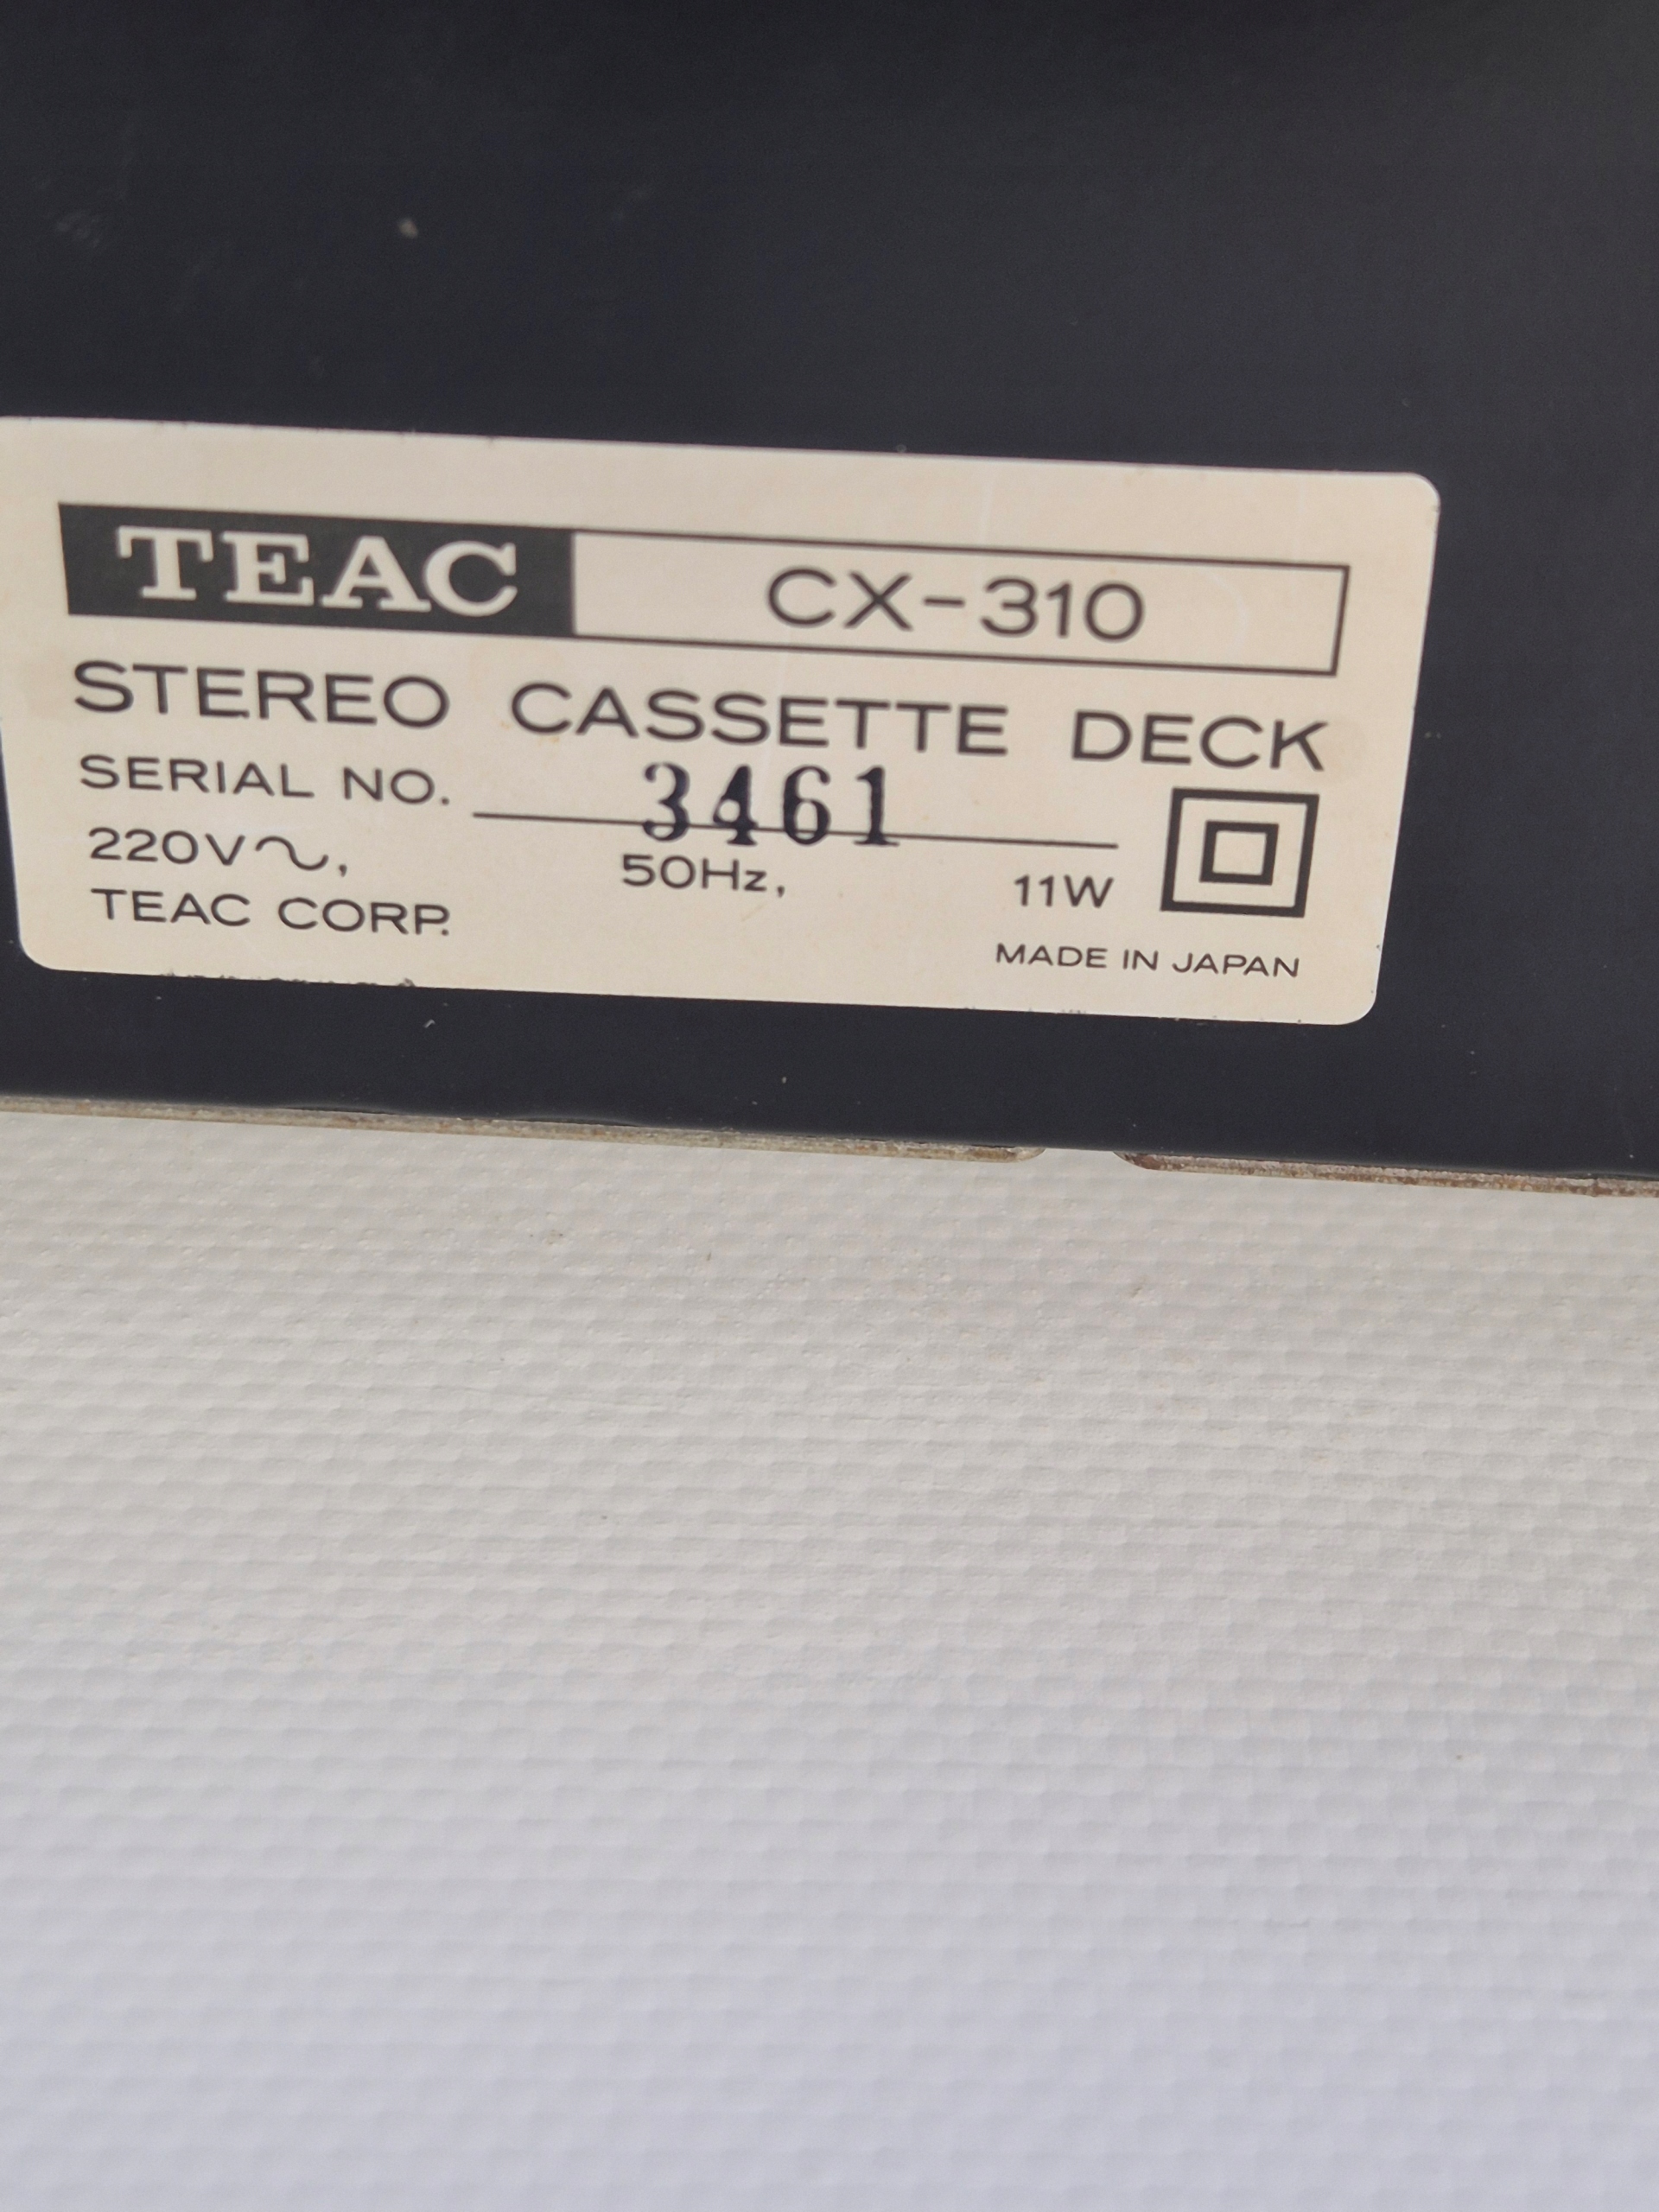 TEAC CX-310
STEREO CASSETTE DECK
SERIAL NO. 3461
220V～, 50Hz, 11W
TEAC CORP.
MADE IN JAPAN